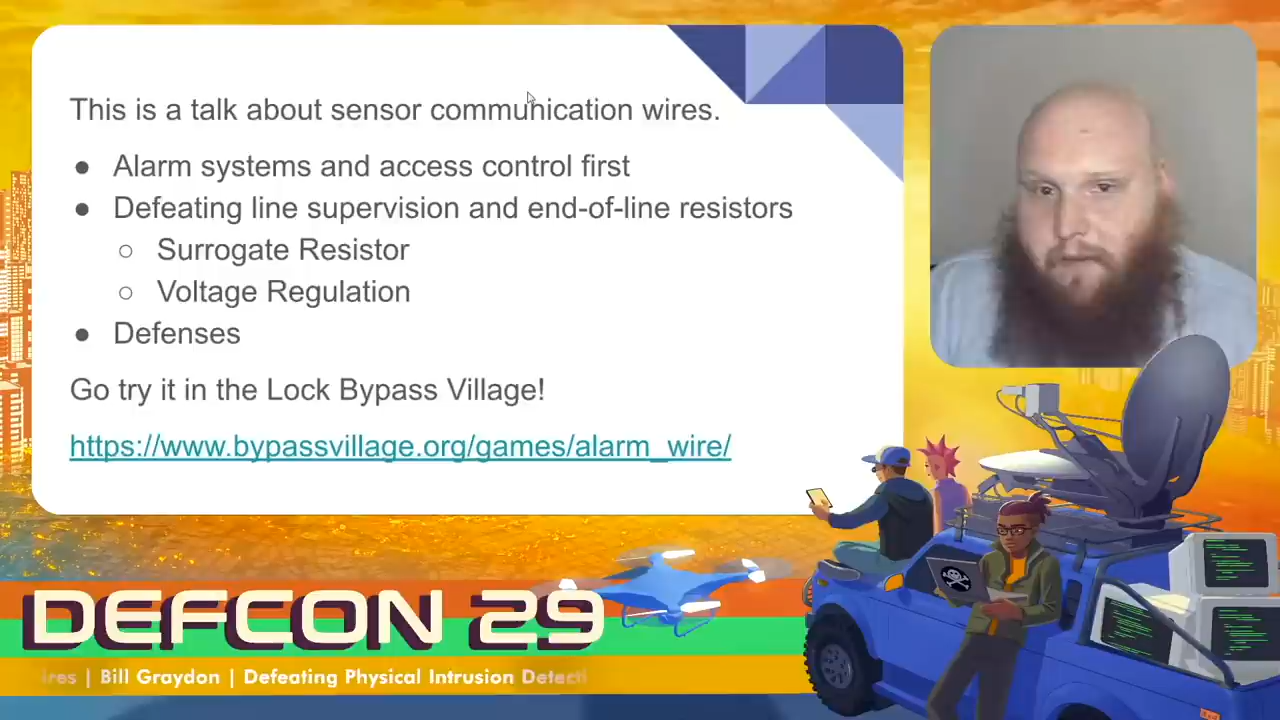 This is a talk about sensor communication wires.
● Alarm systems and access control first
● Defeating line supervision and end-of-line resistors
○ Surrogate Resistor
○ Voltage Regulation
● Defenses
Go try it in the Lock Bypass Village!
https://www.bypassvillage.org/games/alarm_wire/
DEFCON 29
ires | Bill Graydon | Defeating Physical Intrusion Detecti